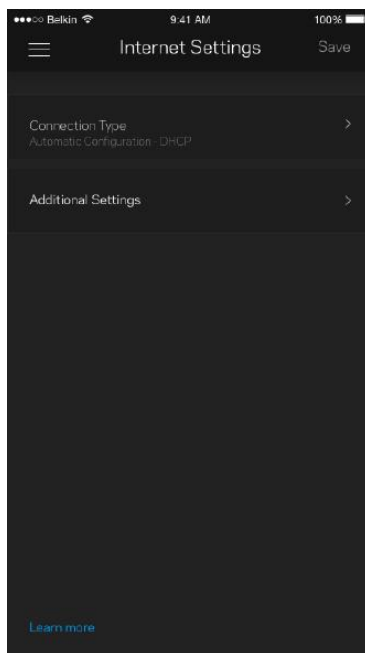 ●●●○○ Belkin 9:41 AM 100%
Internet Settings Save
Connection Type
Automatic Configuration - DHCP
Additional Settings
Learn more